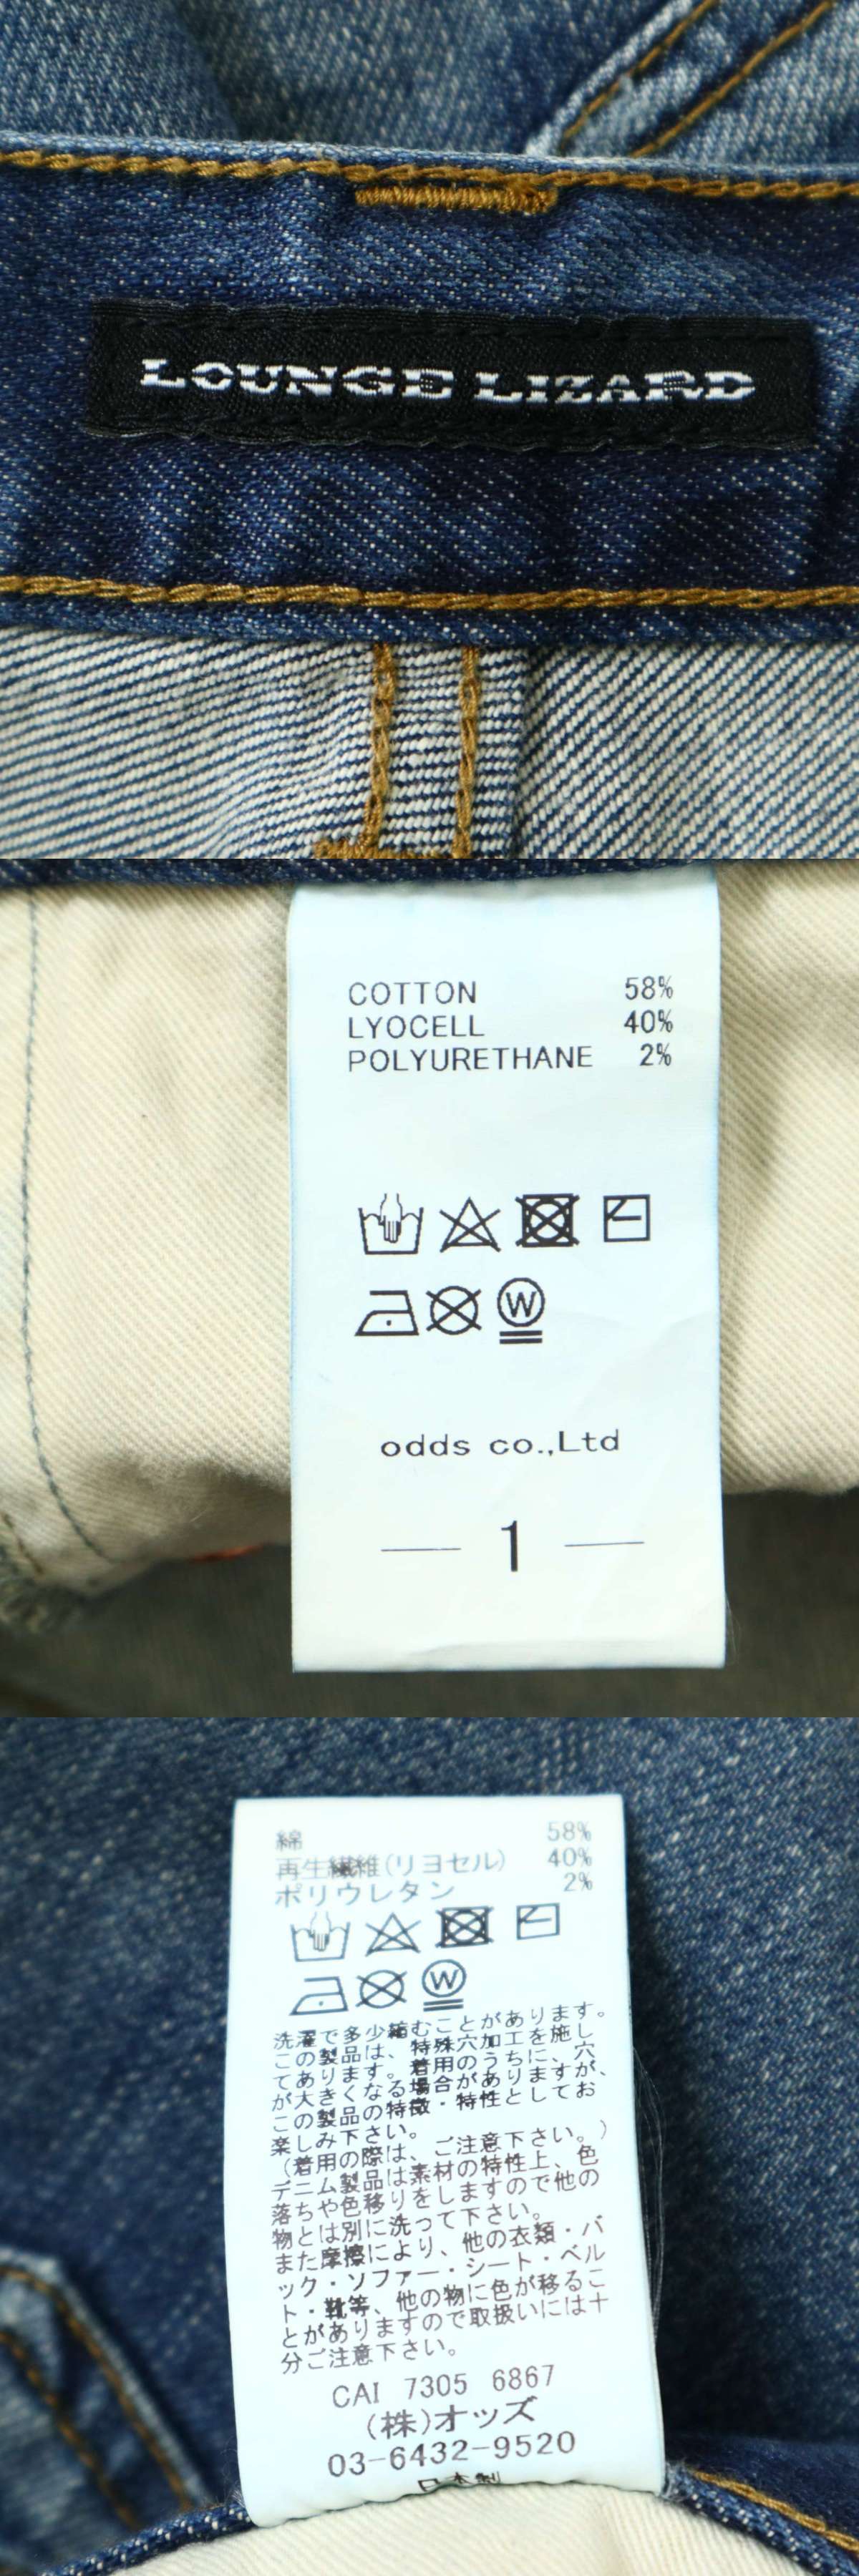 LOUNGE LIZARD
COTTON 58%
LYOCELL 40%
POLYURETHANE 2%
W
odds co.,Ltd
1
綿 58%
再生繊維(リヨセル) 40%
ポリウレタン 2%
W
洗濯で多少縮むことがあります。
この製品は、特殊加工を施し
てあります。着用のうちに、穴
が大きくなる場合がありますが、
この製品の特徴・特性としてお
楽しみ下さい。
(着用の際は、ご注意下さい。)
デニム製品は素材の特性上、色
落ちや色移りをしますので他の
物とは別に洗って下さい。
また摩擦により、他の衣類・バ
ック・ソファー・シート・ベル
ト・靴等、他の物に色が移るこ
とがありますので取扱いには十
分ご注意下さい。
CAI 7305 6867
(株)オッズ
03-6432-9520
日本製